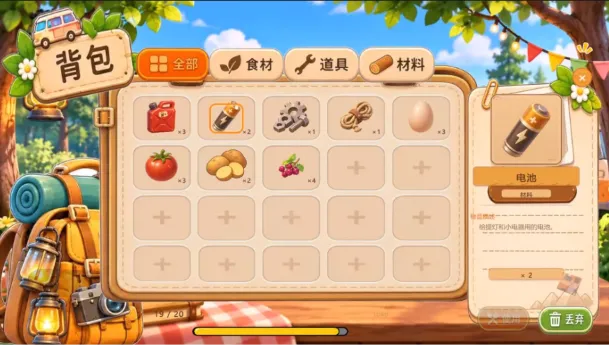 背包
全部
食材
道具
材料
×3
×2
×1
×1
×3
×3
×2
×4
电池
材料
给提灯和小电器用的电池。
× 2
19 / 20
丢弃